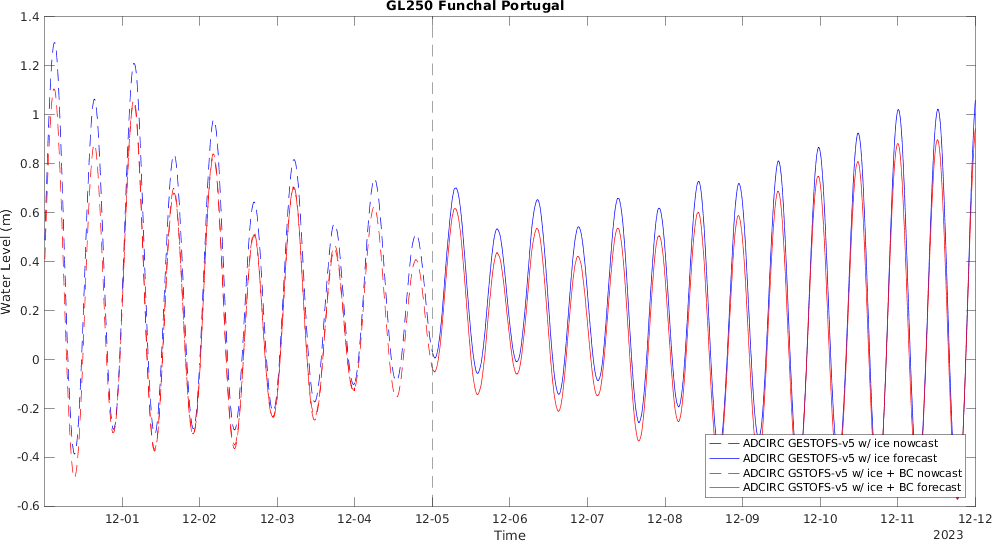 GL250 Funchal Portugal
1.4
1.2
1
0.8
0.6
0.4
0.2
0
-0.2
-0.4
-0.6
Water Level (m)
ADCIRC GESTOFS-v5 w/ ice nowcast
ADCIRC GESTOFS-v5 w/ ice forecast
ADCIRC GSTOFS-v5 w/ ice + BC nowcast
ADCIRC GSTOFS-v5 w/ ice + BC forecast
12-01 12-02 12-03 12-04 12-05 12-06 12-07 12-08 12-09 12-10 12-11 12-12
Time
2023